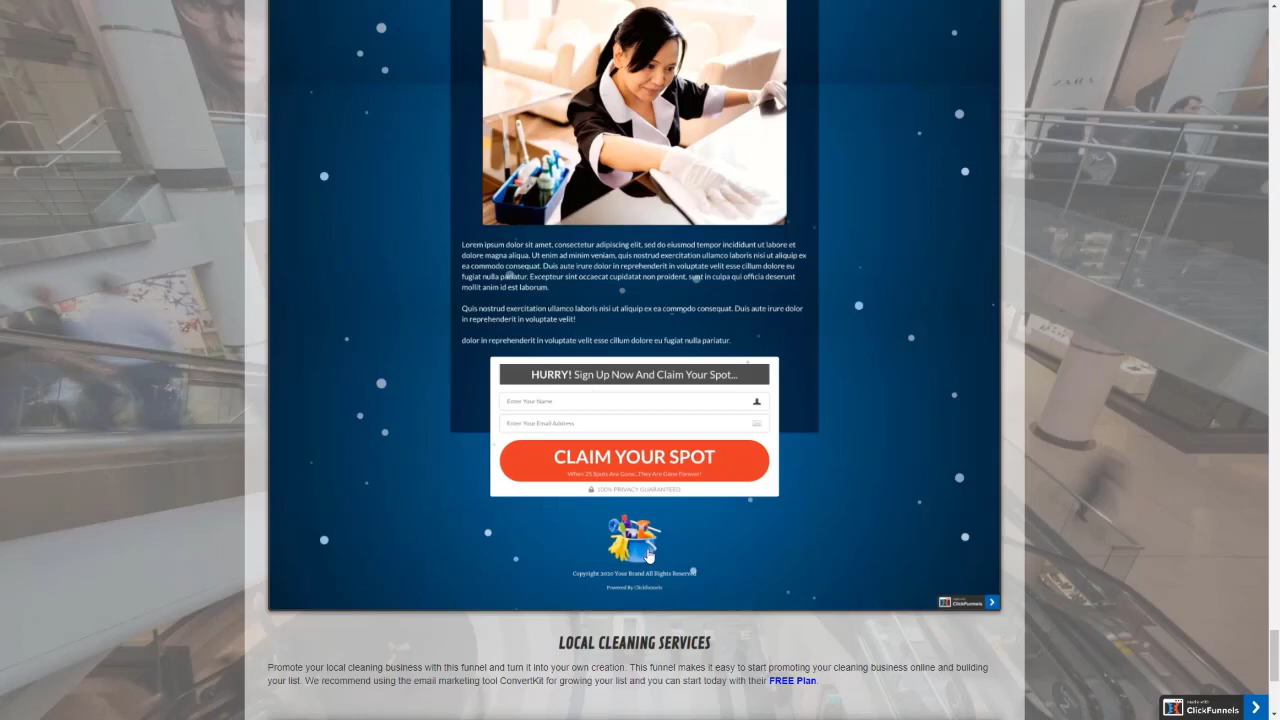 ZARA
Lorem ipsum dolor sit amet, consectetur adipiscing elit, sed do eiusmod tempor incididunt ut labore et
dolore magna aliqua. Ut enim ad minim veniam, quis nostrud exercitation ullamco laboris nisi ut aliquip ex
ea commodo consequat. Duis aute irure dolor in reprehenderit in voluptate velit esse cillum dolore eu
fugiat nulla pariatur. Excepteur sint occaecat cupidatat non proident, sunt in culpa qui officia deserunt
mollit anim id est laborum.
Quis nostrud exercitation ullamco laboris nisi ut aliquip ex ea commodo consequat. Duis aute irure dolor
in reprehenderit in voluptate velit!
dolor in reprehenderit in voluptate velit esse cillum dolore eu fugiat nulla pariatur.
HURRY! Sign Up Now And Claim Your Spot...
Enter Your Name
Enter Your Email Address
CLAIM YOUR SPOT
When 25 Spots Are Gone...They Are Gone Forever!
100% PRIVACY GUARANTEED
Copyright 2020 Your Brand All Rights Reserved
Powered By Clickfunnels
made with
ClickFunnels
LOCAL CLEANING SERVICES
Promote your local cleaning business with this funnel and turn it into your own creation. This funnel makes it easy to start promoting your cleaning business online and building
your list. We recommend using the email marketing tool ConvertKit for growing your list and you can start today with their FREE Plan.
made with
ClickFunnels